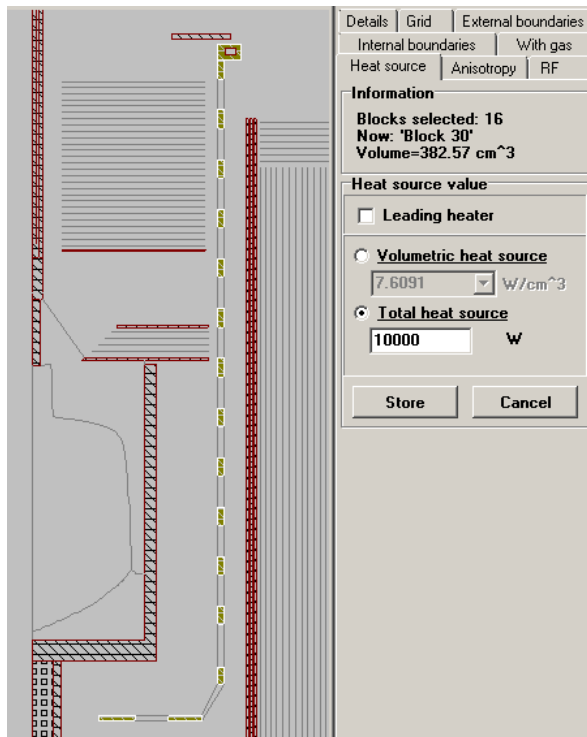 Details Grid External boundaries
Internal boundaries With gas
Heat source Anisotropy RF
Information
Blocks selected: 16
Now: 'Block 30'
Volume=382.57 cm^3
Heat source value
Leading heater
Volumetric heat source
7.6091 W/cm^3
Total heat source
10000 W
Store Cancel